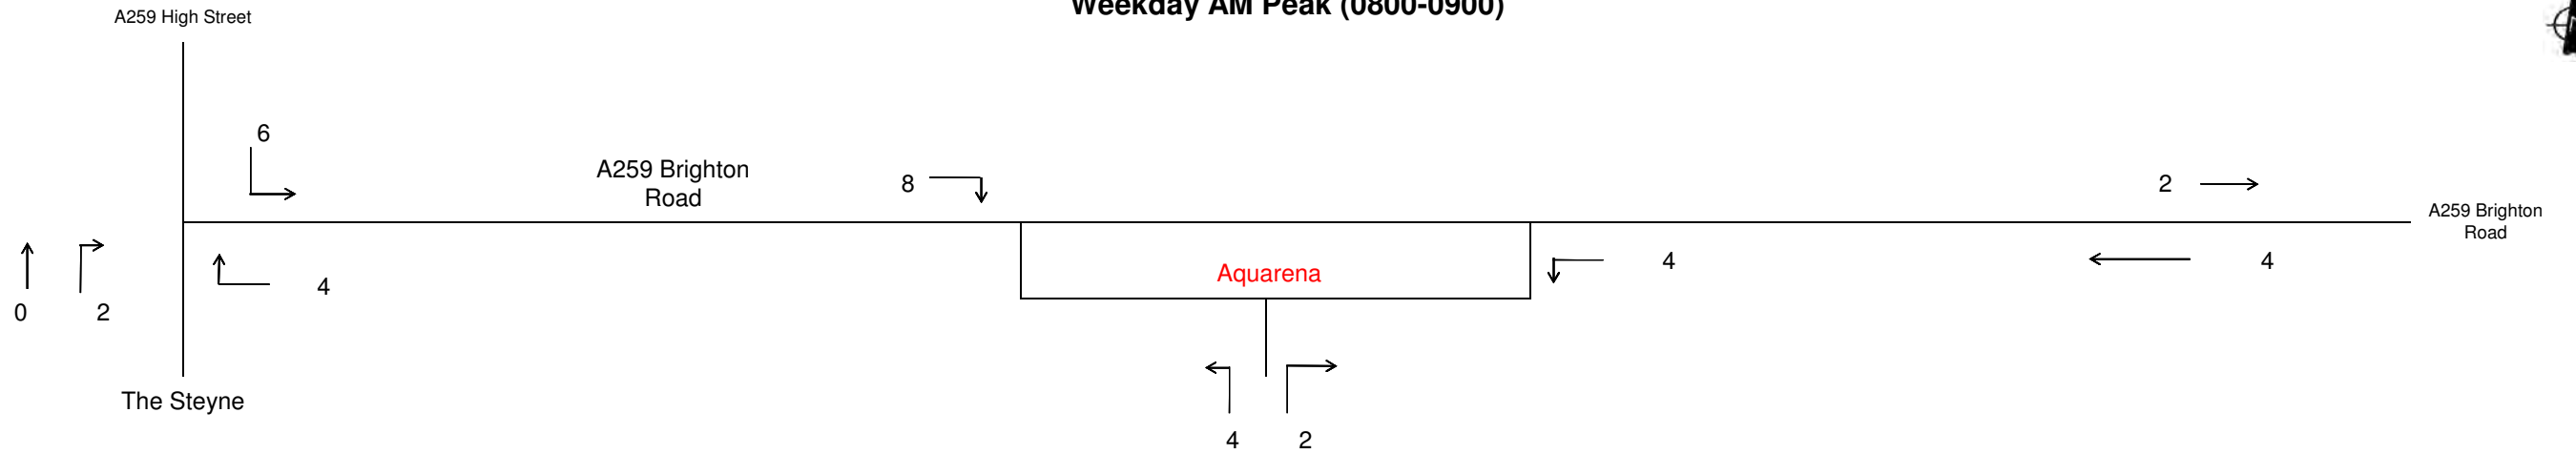 Weekday AM Peak (0800-0900)
A259 High Street
6
A259 Brighton
Road
8
2
A259 Brighton
Road
Aquarena
4
4
4
0
2
The Steyne
4
2